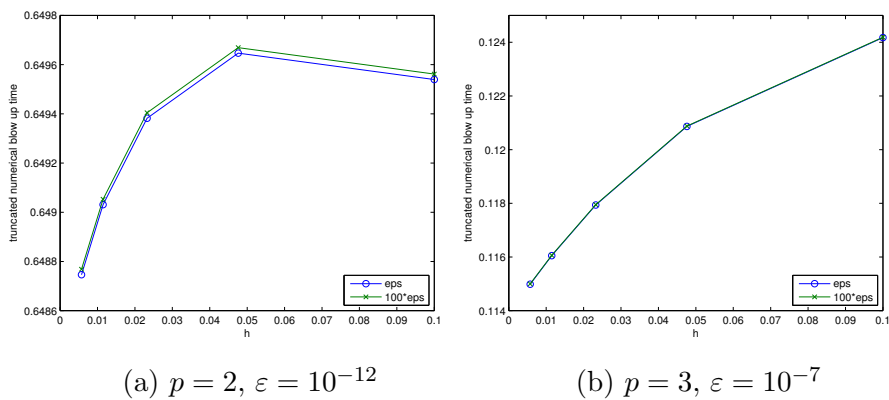 0.6498
0.6496
0.6494
0.6492
0.649
0.6488
0.6486
truncated numerical blow up time
0 0.01 0.02 0.03 0.04 0.05 0.06 0.07 0.08 0.09 0.1
h
eps
100*eps
(a) p = 2, ε = 10⁻¹²
0.124
0.122
0.12
0.118
0.116
0.114
truncated numerical blow up time
0 0.01 0.02 0.03 0.04 0.05 0.06 0.07 0.08 0.09 0.1
h
eps
100*eps
(b) p = 3, ε = 10⁻⁷